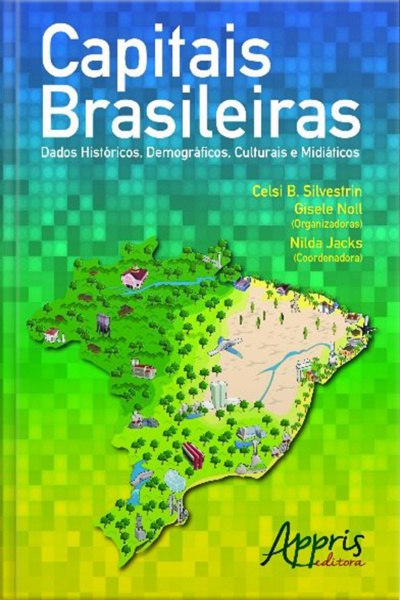 Capitais
Brasileiras
Dados Históricos, Demográficos, Culturais e Midiáticos
Celsi B. Silvestrin
Gisele Noll
(Organizadoras)
Nilda Jacks
(Coordenadora)
Appris
editora